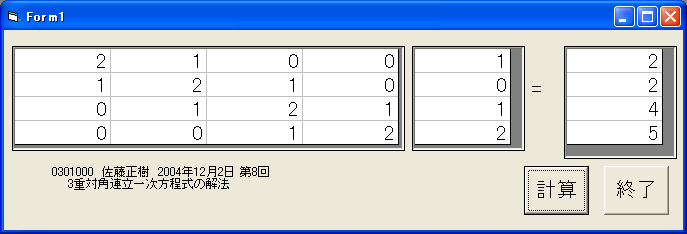 Form1
2 1 0 0 1 2
1 2 1 0 0 = 2
0 1 2 1 1 4
0 0 1 2 2 5
0301000 佐藤正樹 2004年12月2日 第8回
3重対角連立一次方程式の解法
計算 終了